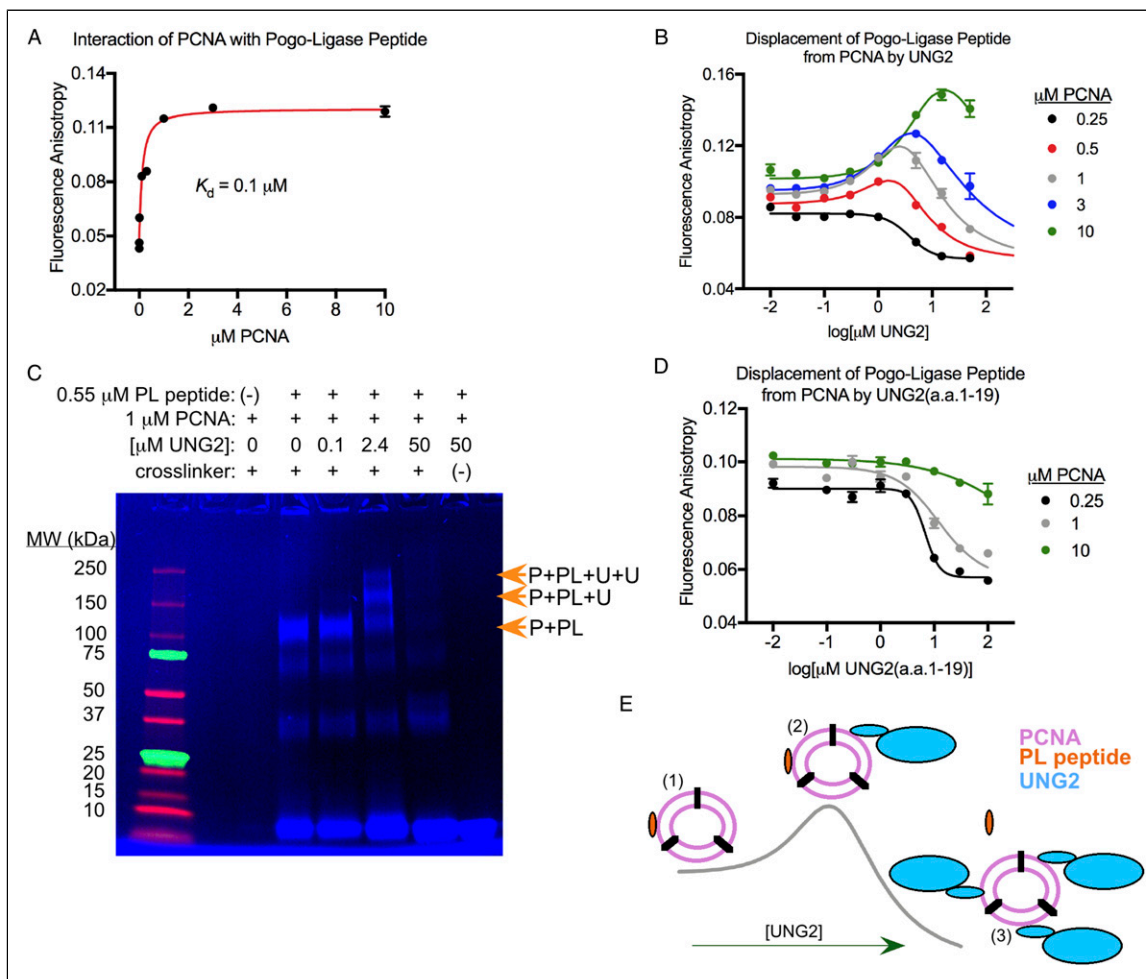 A
Interaction of PCNA with Pogo-Ligase Peptide
Fluorescence Anisotropy
0.14
0.11
0.08
0.05
0.02
Kd = 0.1 μM
0 2 4 6 8 10
μM PCNA
B
Displacement of Pogo-Ligase Peptide
from PCNA by UNG2
Fluorescence Anisotropy
0.16
0.12
0.08
0.04
-2 -1 0 1 2
log[μM UNG2]
μM PCNA
0.25
0.5
1
3
10
C
0.55 μM PL peptide: (-) + + + + +
1 μM PCNA: + + + + + +
[μM UNG2]: 0 0 0.1 2.4 50 50
crosslinker: + + + + + (-)
MW (kDa)
250
150
100
75
50
37
25
20
15
10
P+PL+U+U
P+PL+U
P+PL
D
Displacement of Pogo-Ligase Peptide
from PCNA by UNG2(a.a.1-19)
Fluorescence Anisotropy
0.12
0.10
0.08
0.06
0.04
-2 -1 0 1 2
log[μM UNG2(a.a.1-19)]
μM PCNA
0.25
1
10
E
(1)
(2)
(3)
PCNA
PL peptide
UNG2
[UNG2]